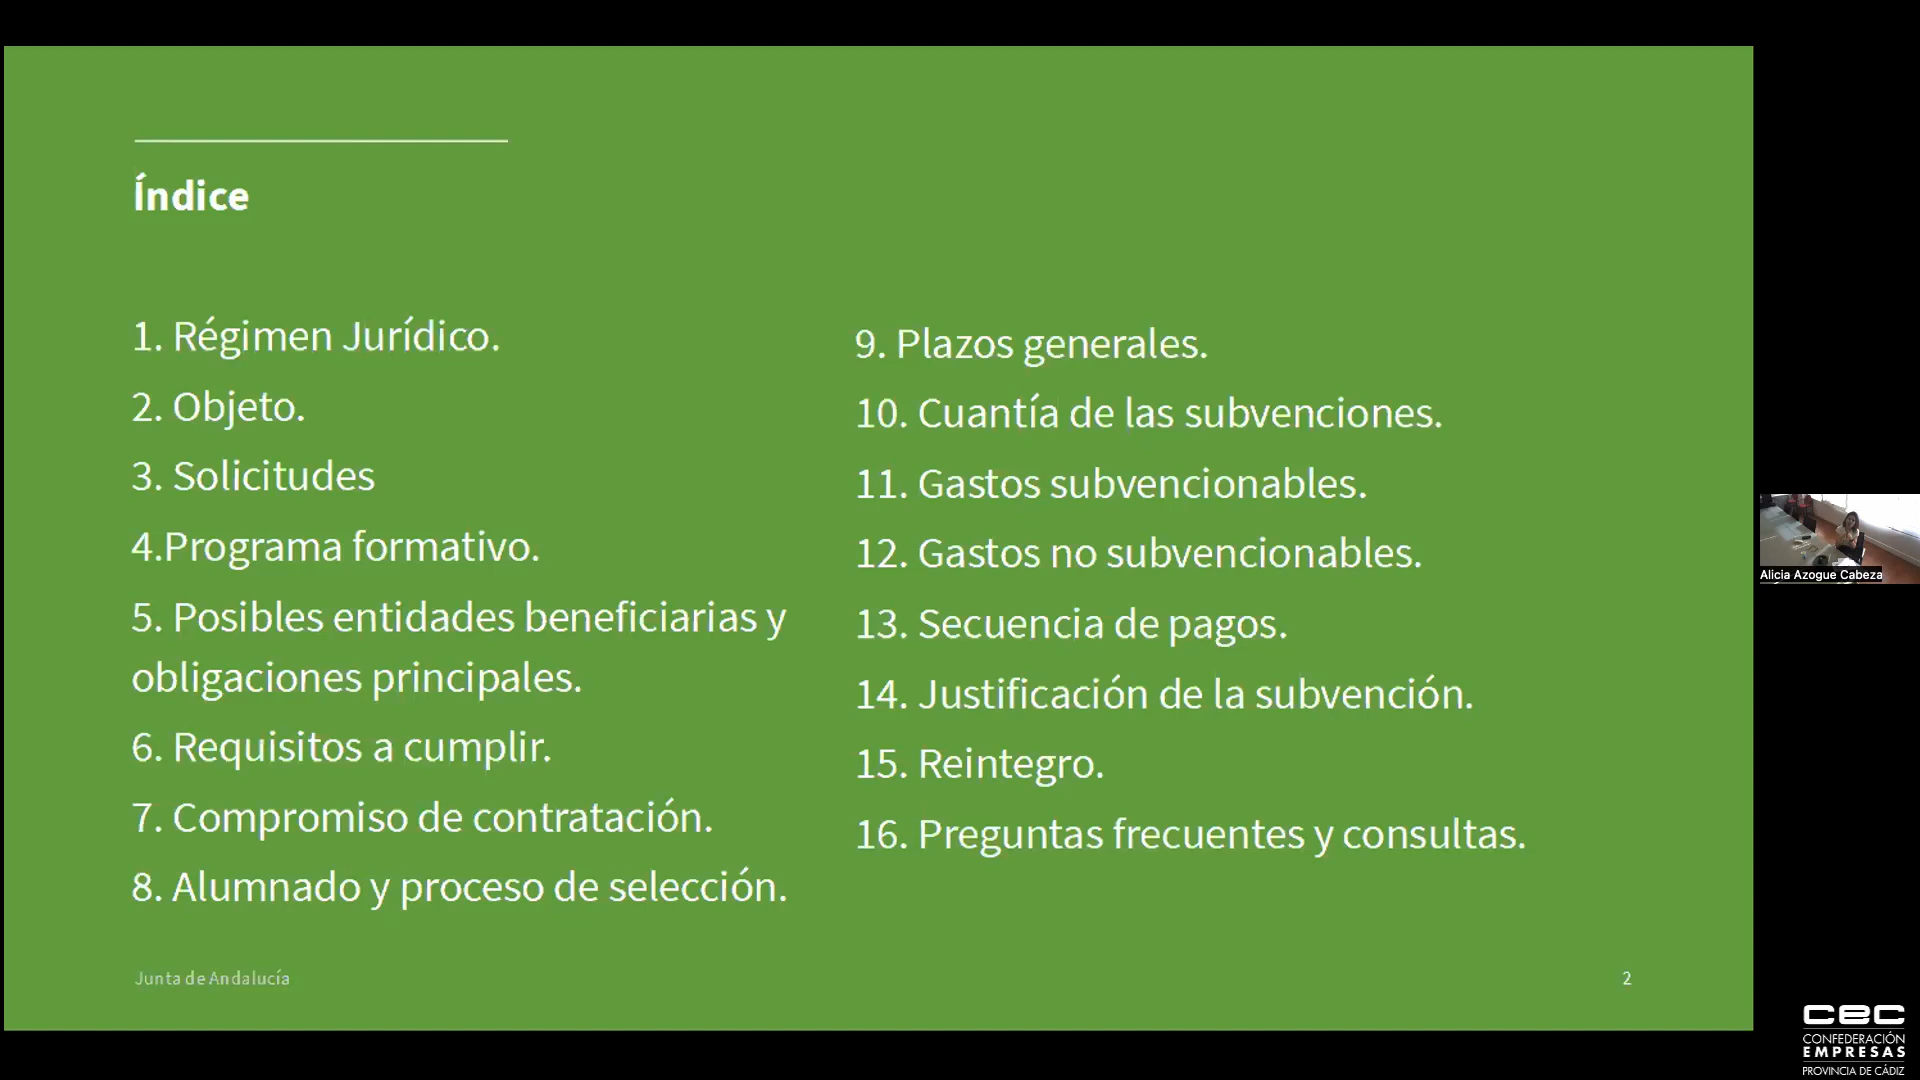 Índice
1. Régimen Jurídico.
2. Objeto.
3. Solicitudes
4.Programa formativo.
5. Posibles entidades beneficiarias y
obligaciones principales.
6. Requisitos a cumplir.
7. Compromiso de contratación.
8. Alumnado y proceso de selección.
9. Plazos generales.
10. Cuantía de las subvenciones.
11. Gastos subvencionables.
12. Gastos no subvencionables.
13. Secuencia de pagos.
14. Justificación de la subvención.
15. Reintegro.
16. Preguntas frecuentes y consultas.
Junta de Andalucía
2
Alicia Azogue Cabeza
cec
CONFEDERACIÓN
EMPRESAS
PROVINCIA DE CÁDIZ